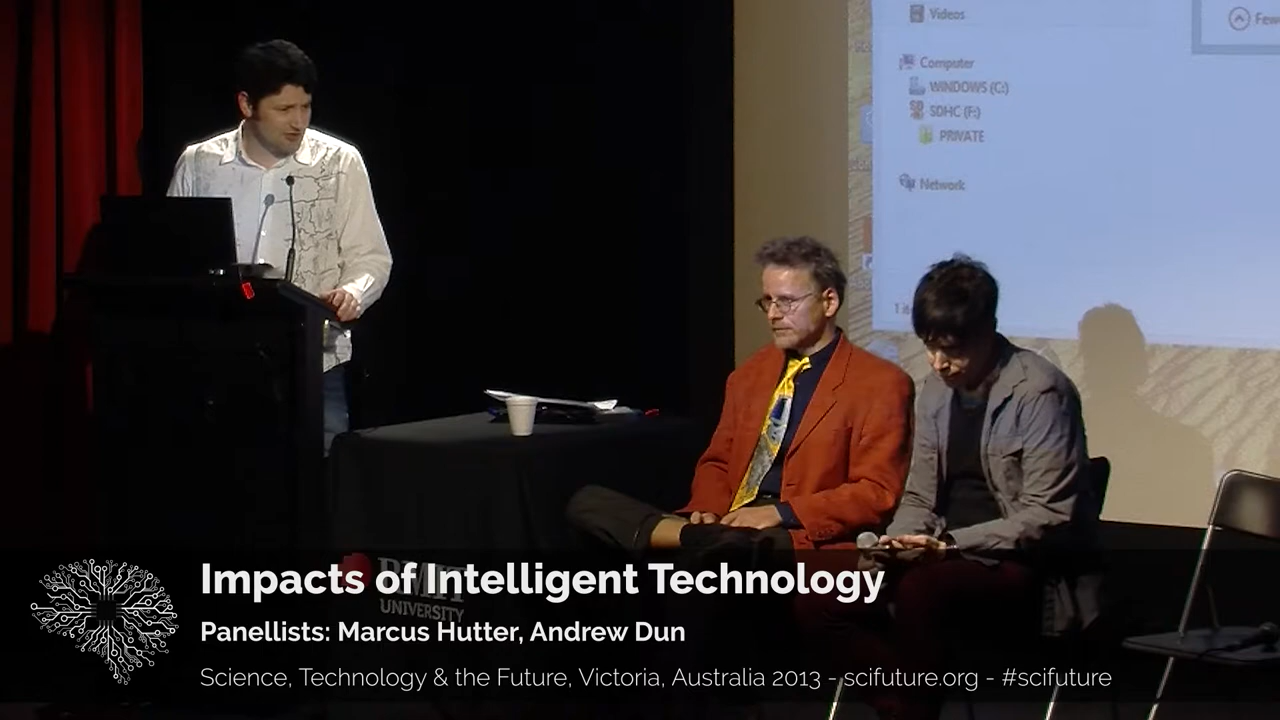 Videos
Computer
WINDOWS (C:)
SDHC (F:)
PRIVATE
Network
RMIT
UNIVERSITY
Impacts of Intelligent Technology
Panellists: Marcus Hutter, Andrew Dun
Science, Technology & the Future, Victoria, Australia 2013 - scifuture.org - #scifuture